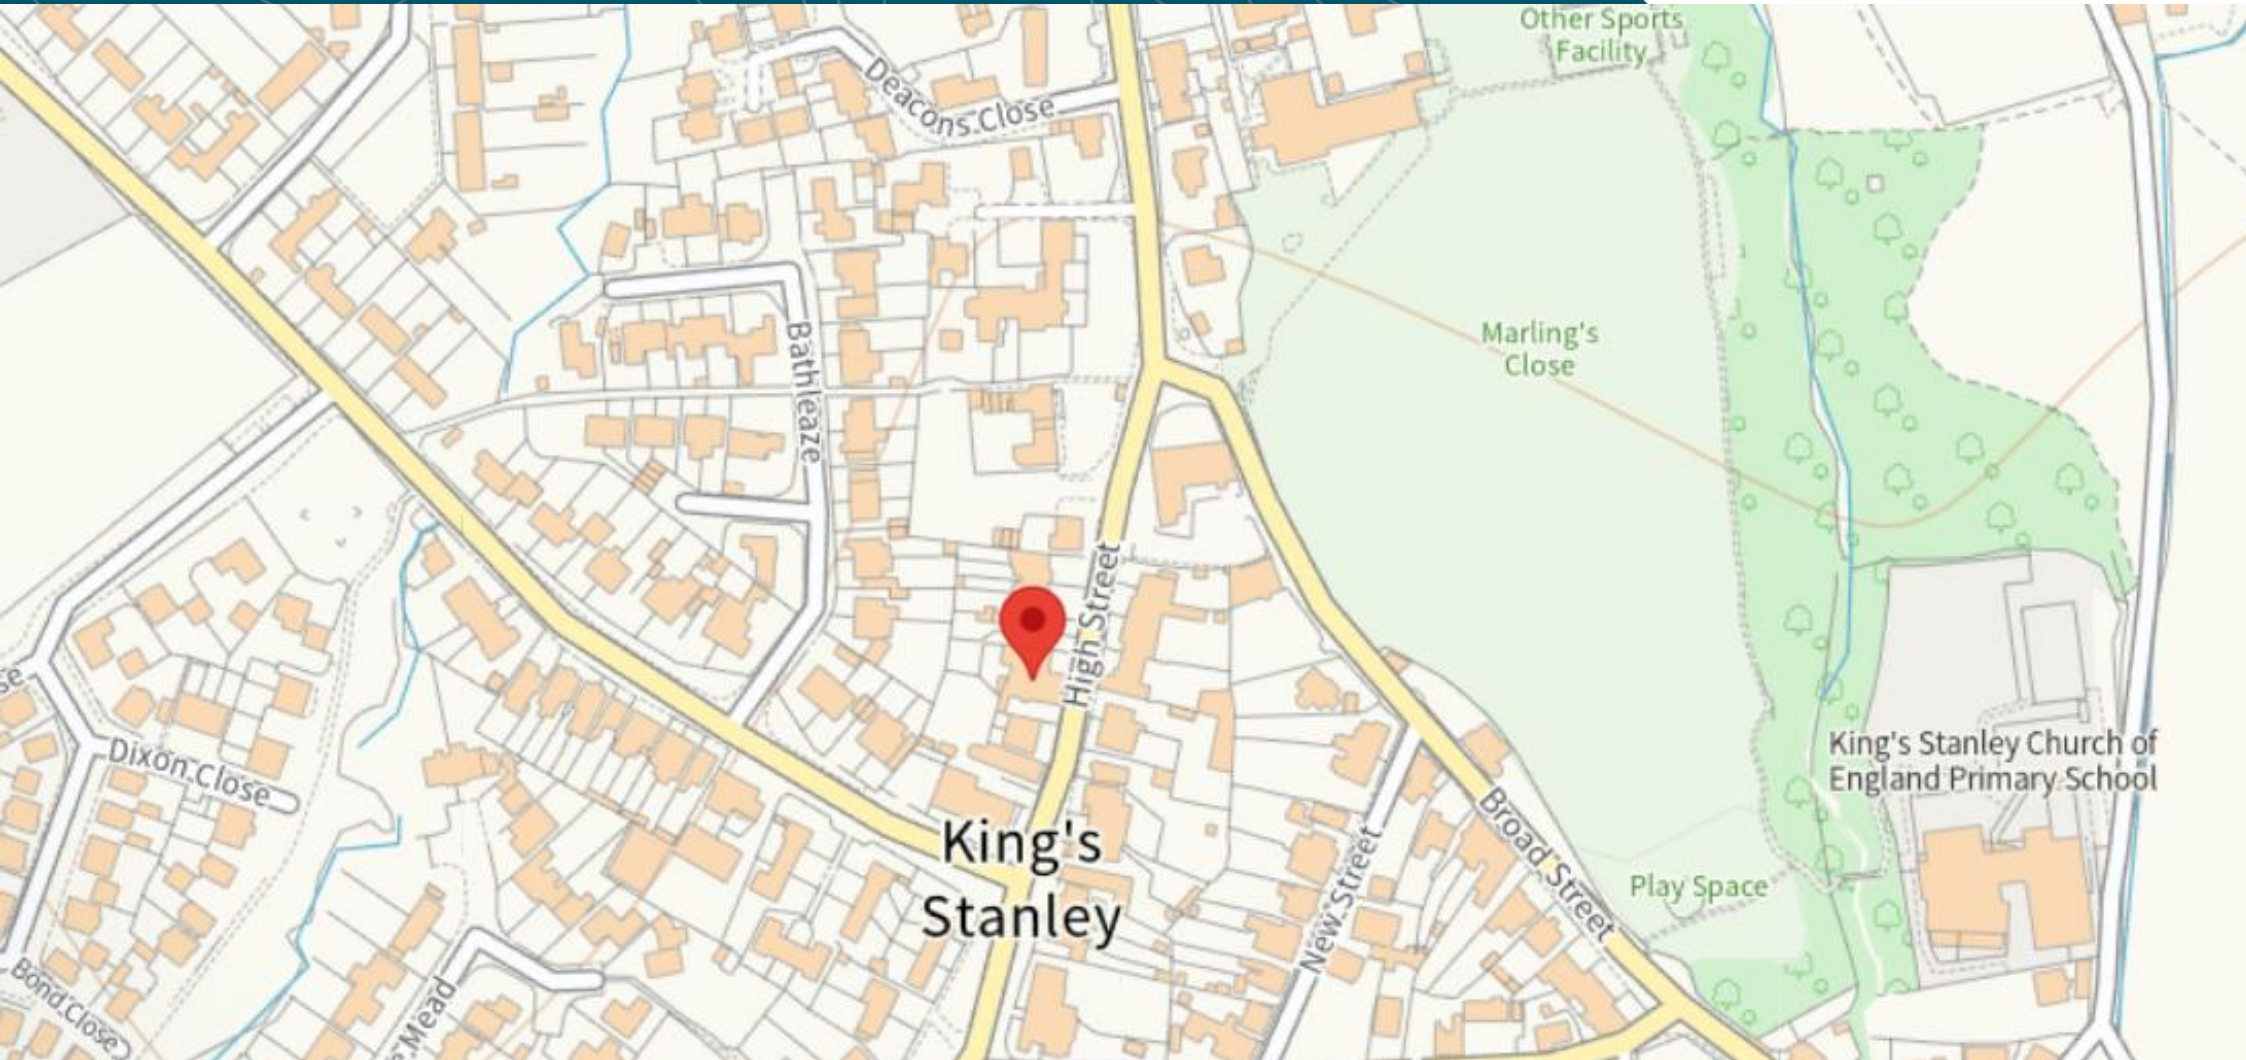 Other Sports
Facility
Deacons Close
Marling's
Close
Bathleaze
High Street
Dixon Close
King's Stanley Church of
England Primary School
King's
Stanley
Broad Street
New Street
Play Space
Bond Close
Mead
se